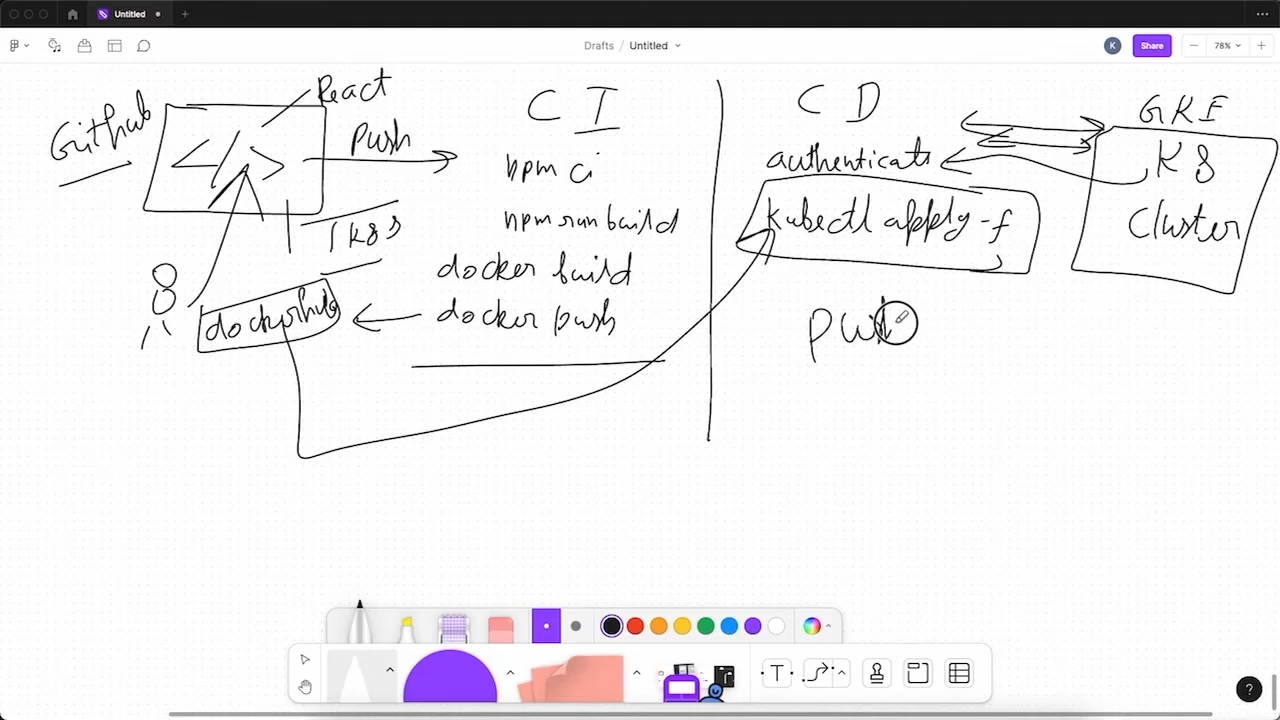 Untitled
Drafts / Untitled
K
Share
78%
Github
React
</>
Push
k8s
dockerhub
CI
npm ci
npm run build
docker build
docker push
CD
authenticate
kubectl apply -f
GKE
K8
Cluster
T
?